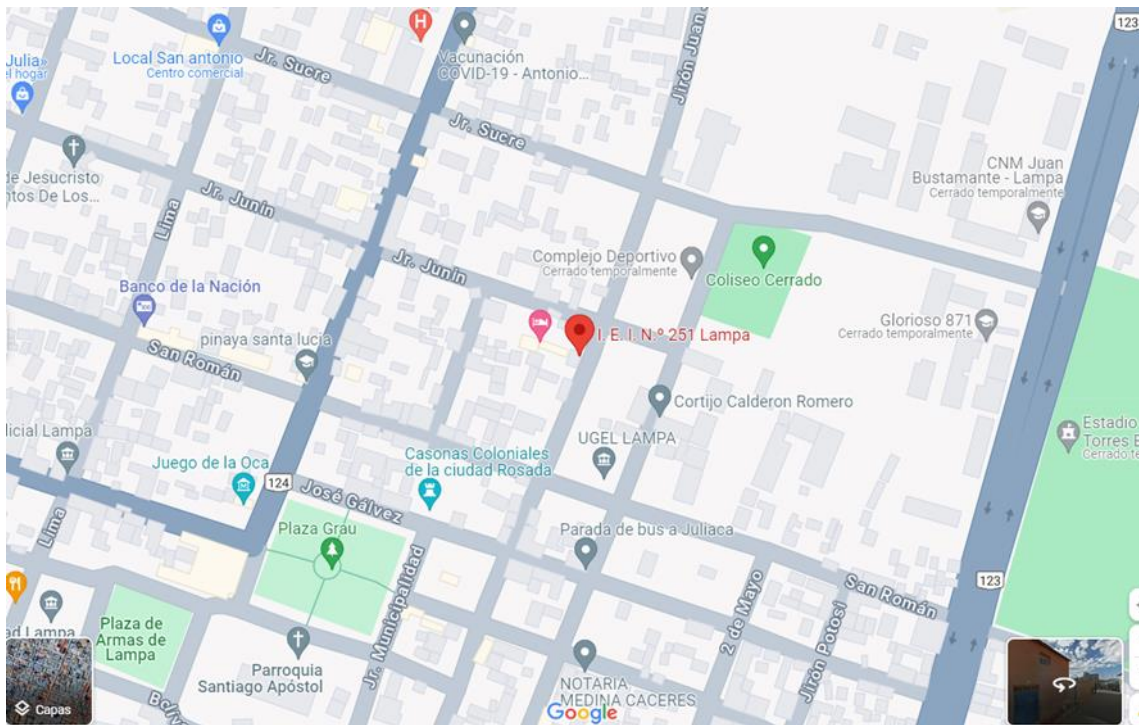 123
Julia»
el hogar
Local San antonio
Centro comercial
H
Vacunación
COVID-19 - Antonio...
Jirón Juan
Jr. Sucre
Jr. Sucre
de Jesucristo
ntos De Los...
Lima
Jr. Junín
Jr. Junín
CNM Juan
Bustamante - Lampa
Cerrado temporalmente
Complejo Deportivo
Cerrado temporalmente
Coliseo Cerrado
Banco de la Nación
pinaya santa lucia
I. E. I. N.º 251 Lampa
Glorioso 871
Cerrado temporalmente
San Román
Cortijo Calderon Romero
dicial Lampa
Juego de la Oca
124
Casonas Coloniales
de la ciudad Rosada
UGEL LAMPA
Estadio
Torres E
Cerrado te
José Gálvez
Lima
Plaza Grau
Parada de bus a Juliaca
Jr. Municipalidad
2 de Mayo
Jirón Potosí
San Román
123
ad Lampa
Plaza de
Armas de
Lampa
Parroquia
Santiago Apóstol
NOTARIA
MEDINA CACERES
Capas
Google